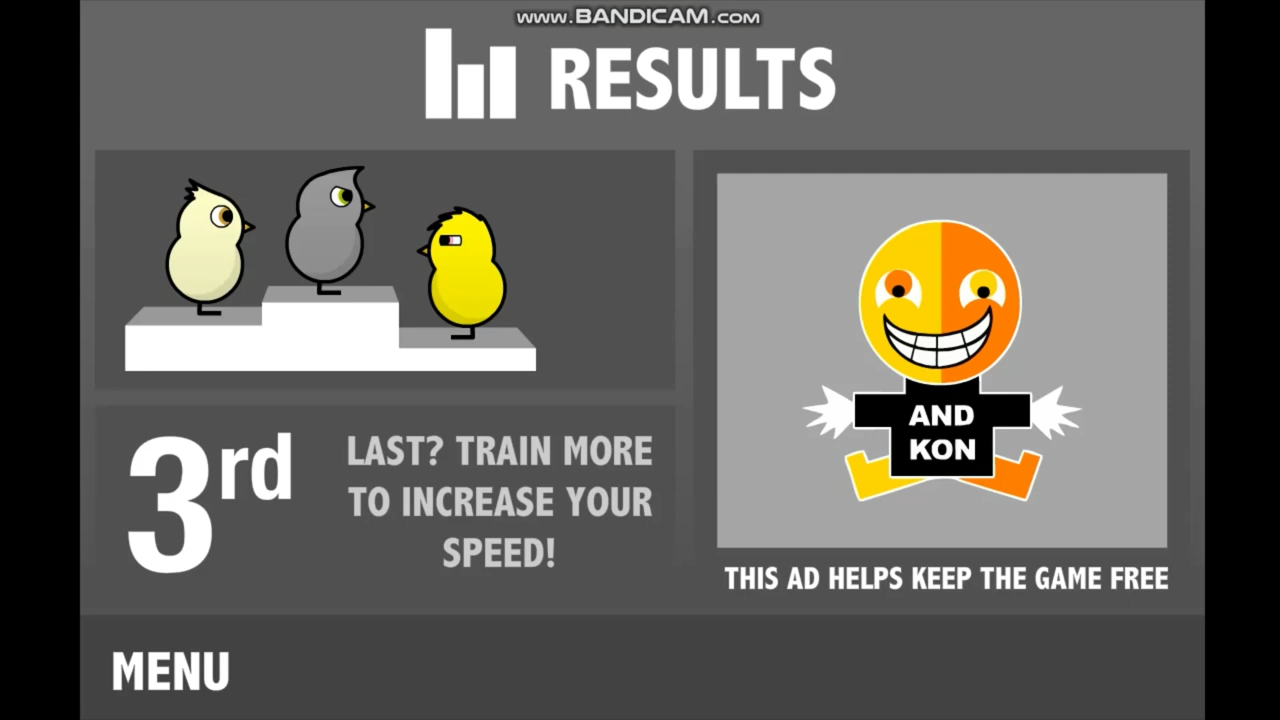 www.BANDICAM.com
RESULTS
3rd
LAST? TRAIN MORE
TO INCREASE YOUR
SPEED!
AND
KON
THIS AD HELPS KEEP THE GAME FREE
MENU